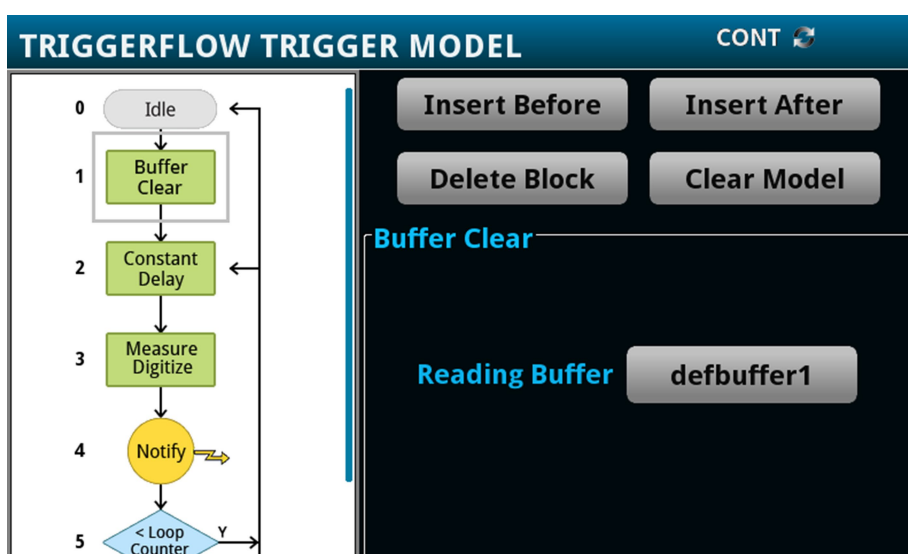 TRIGGERFLOW TRIGGER MODEL
CONT
0
Idle
1
Buffer
Clear
2
Constant
Delay
3
Measure
Digitize
4
Notify
5
< Loop
Counter
Y
Insert Before
Insert After
Delete Block
Clear Model
Buffer Clear
Reading Buffer
defbuffer1